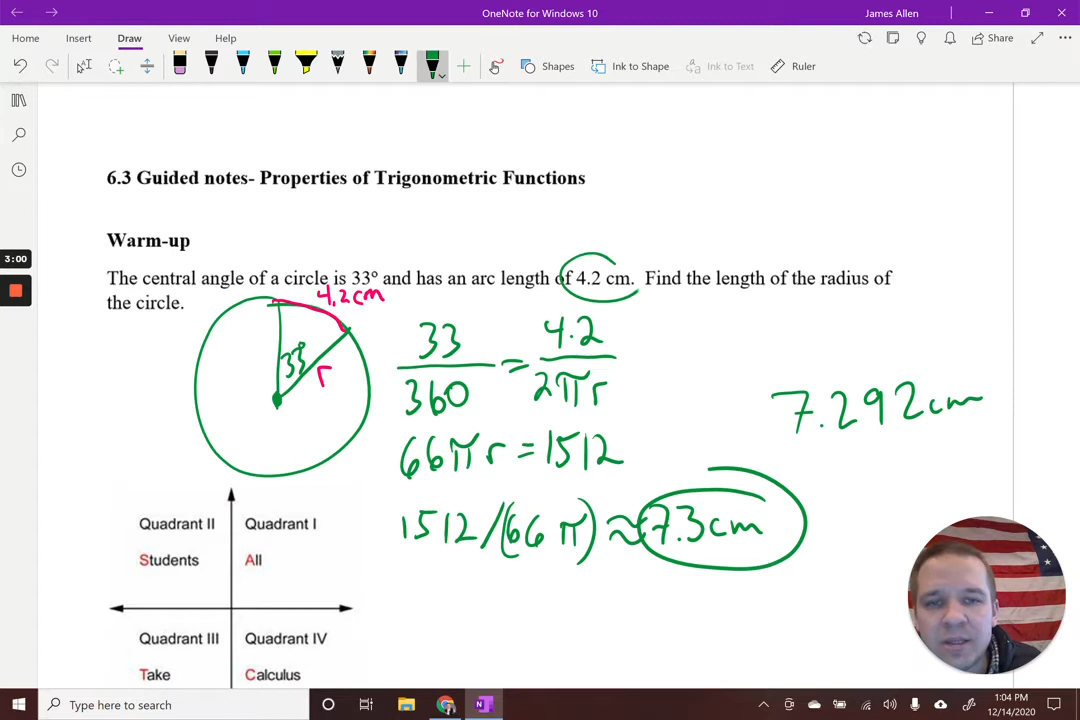 OneNote for Windows 10
James Allen
Home Insert Draw View Help
Share
Shapes Ink to Shape Ink to Text Ruler
6.3 Guided notes- Properties of Trigonometric Functions
Warm-up
3:00
The central angle of a circle is 33° and has an arc length of 4.2 cm. Find the length of the radius of
the circle.
4.2cm
33°
r
33/360 = 4.2/2πr
7.292cm
66πr = 1512
1512/(66π) ≈ 7.3cm
Quadrant II Quadrant I
Students All
Quadrant III Quadrant IV
Take Calculus
Type here to search
1:04 PM
12/14/2020